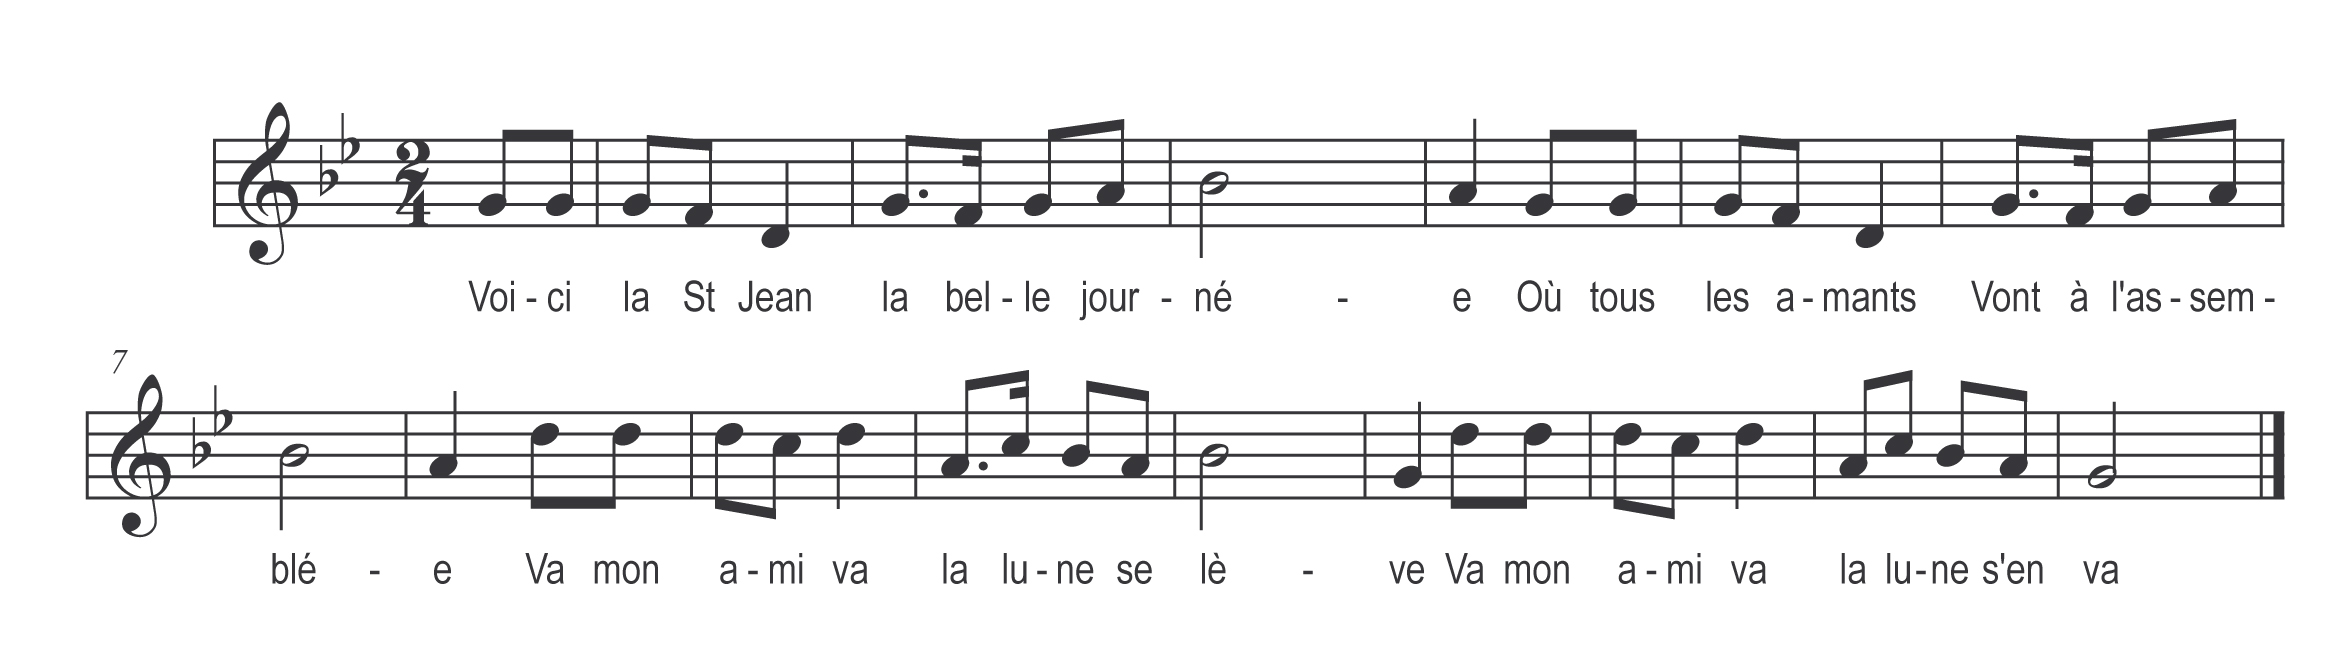 Voi - ci la St Jean la bel - le jour - né - e Où tous les a - mants Vont à l'as - sem -
7
blé - e Va mon a - mi va la lu - ne se lè - ve Va mon a - mi va la lu - ne s'en va